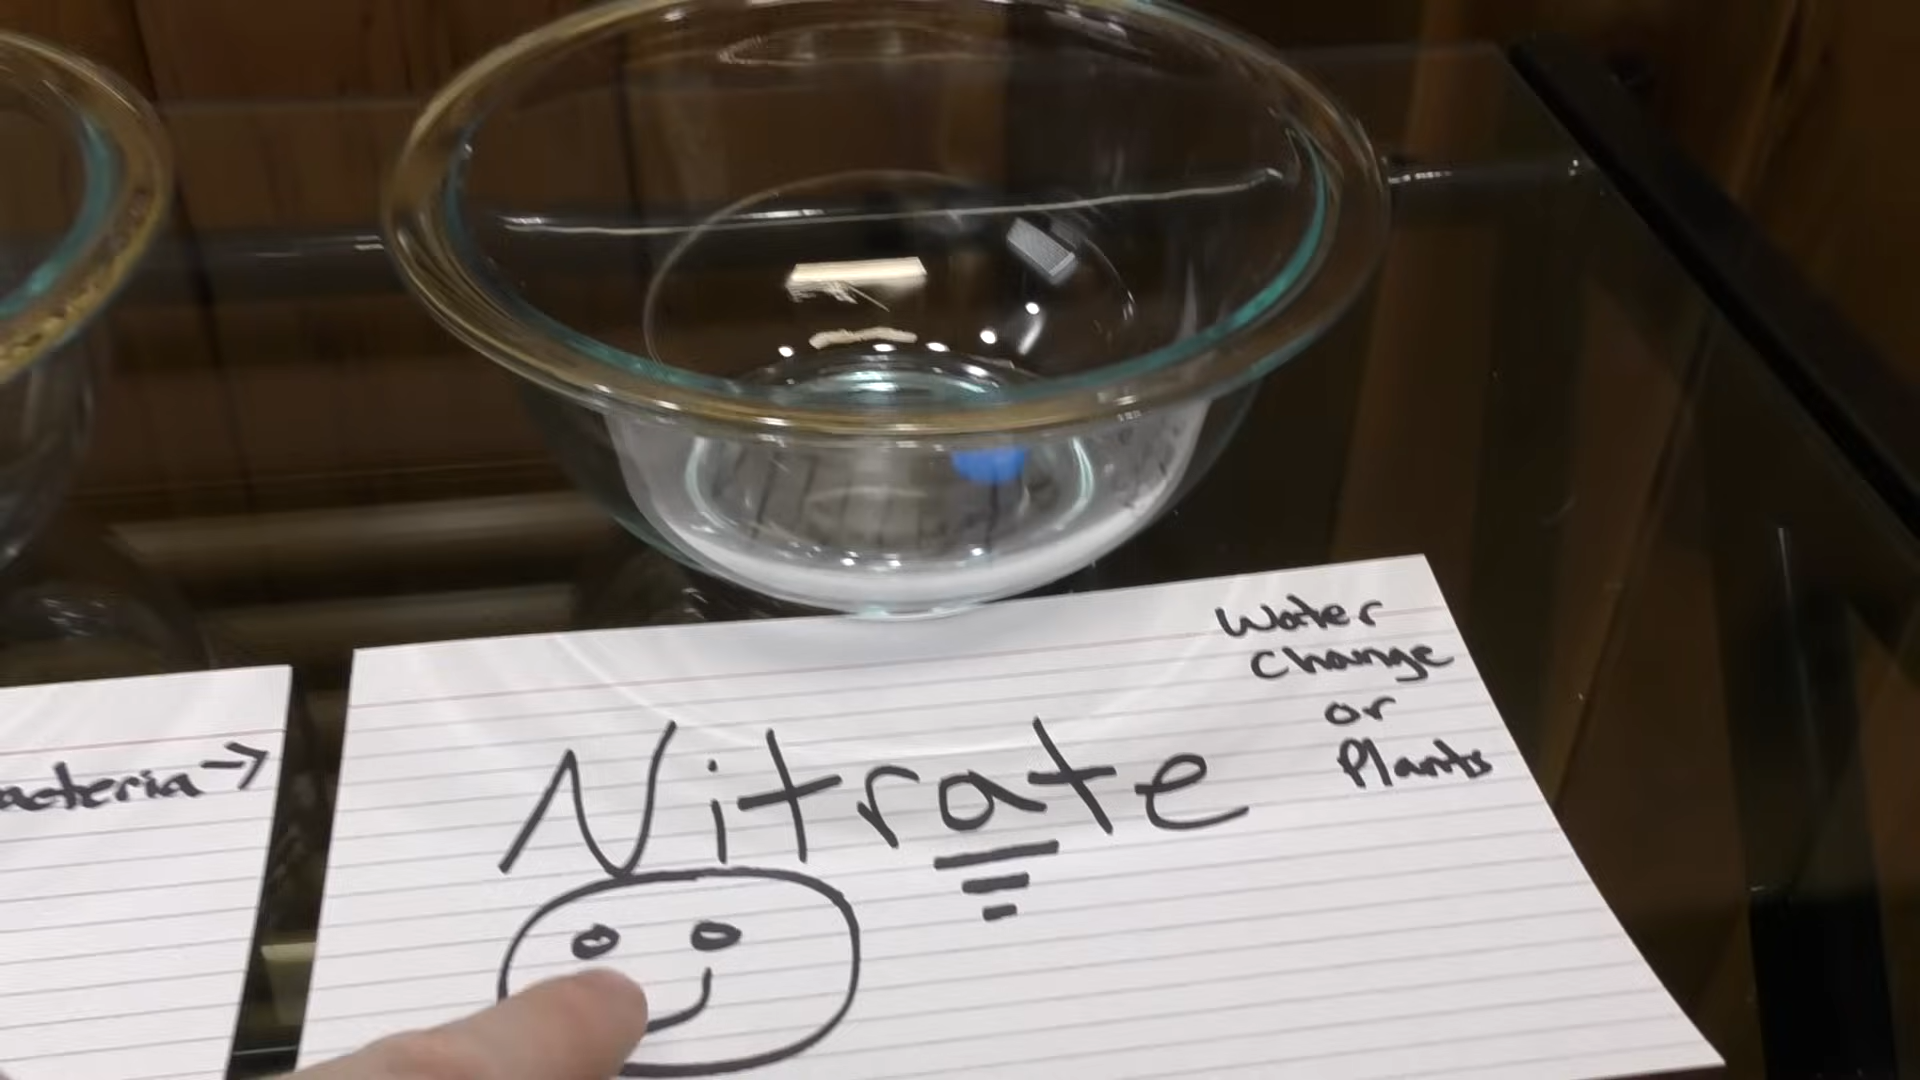 Water
Change
or
Plants
Nitrate
acteria →